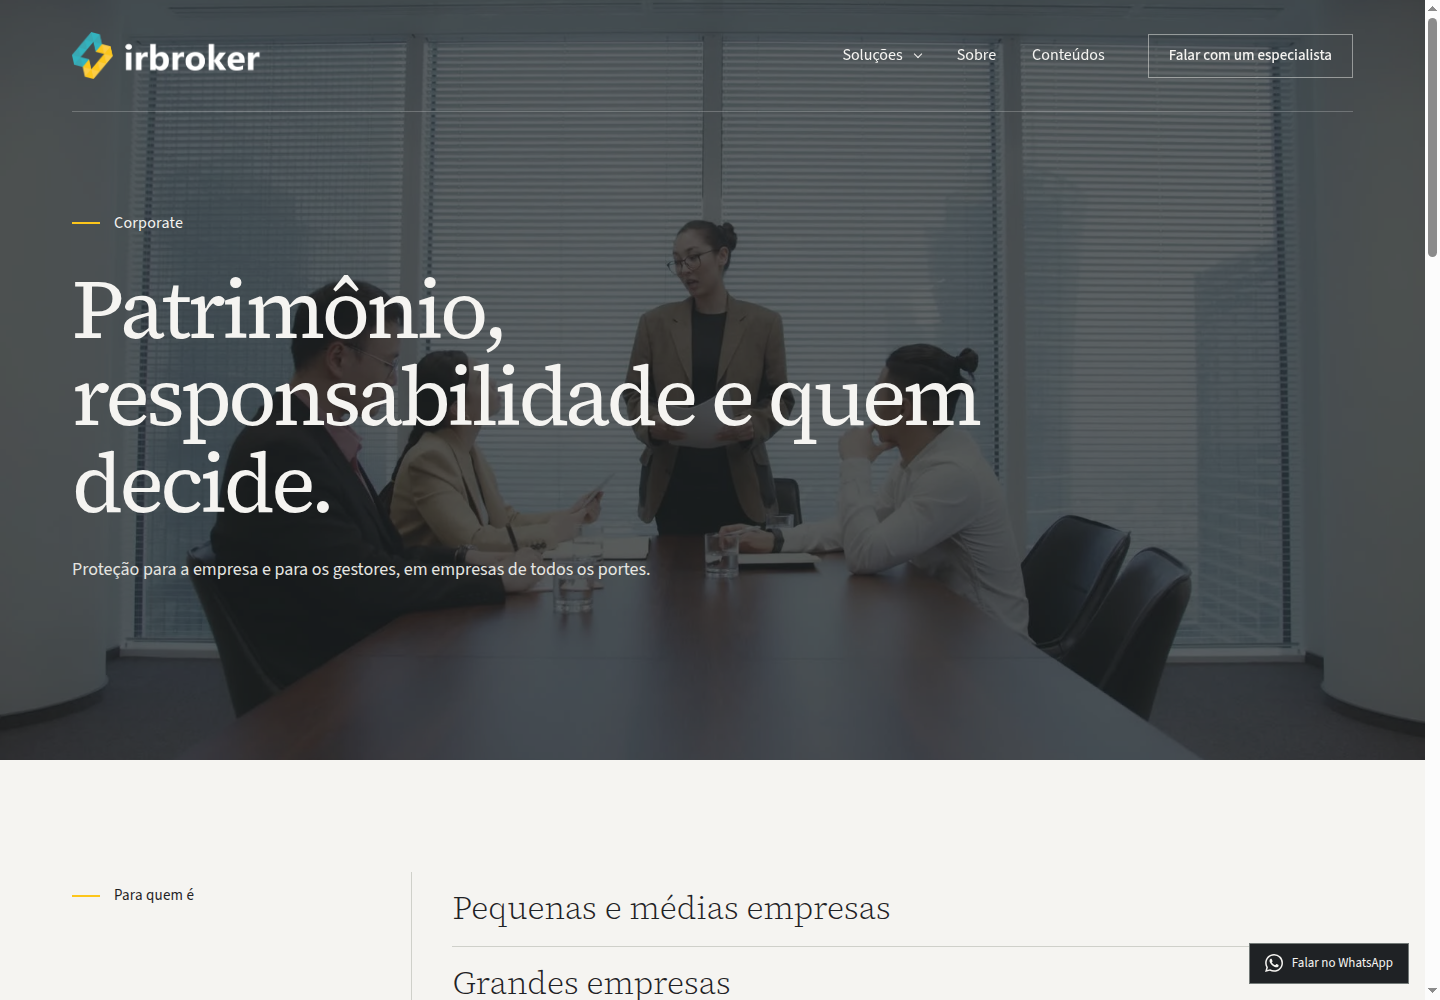 irbroker
Soluções
Sobre
Conteúdos
Falar com um especialista
Corporate
Patrimônio,
responsabilidade e quem
decide.
Proteção para a empresa e para os gestores, em empresas de todos os portes.
Para quem é
Pequenas e médias empresas
Grandes empresas
Falar no WhatsApp